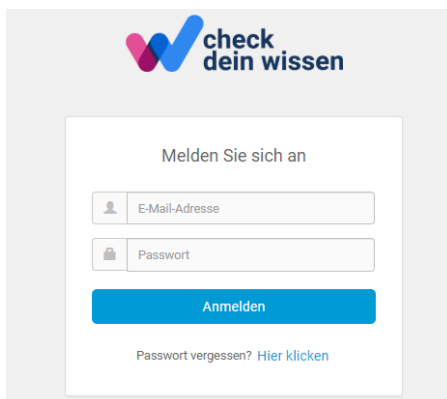 check
dein wissen
Melden Sie sich an
E-Mail-Adresse
Passwort
Anmelden
Passwort vergessen? Hier klicken